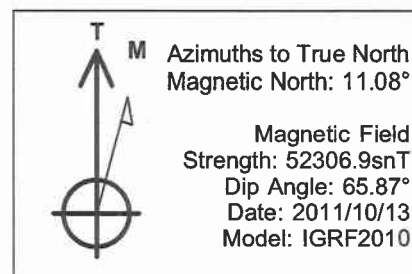 T
M
Azimuths to True North
Magnetic North: 11.08°
Magnetic Field
Strength: 52306.9snT
Dip Angle: 65.87°
Date: 2011/10/13
Model: IGRF2010